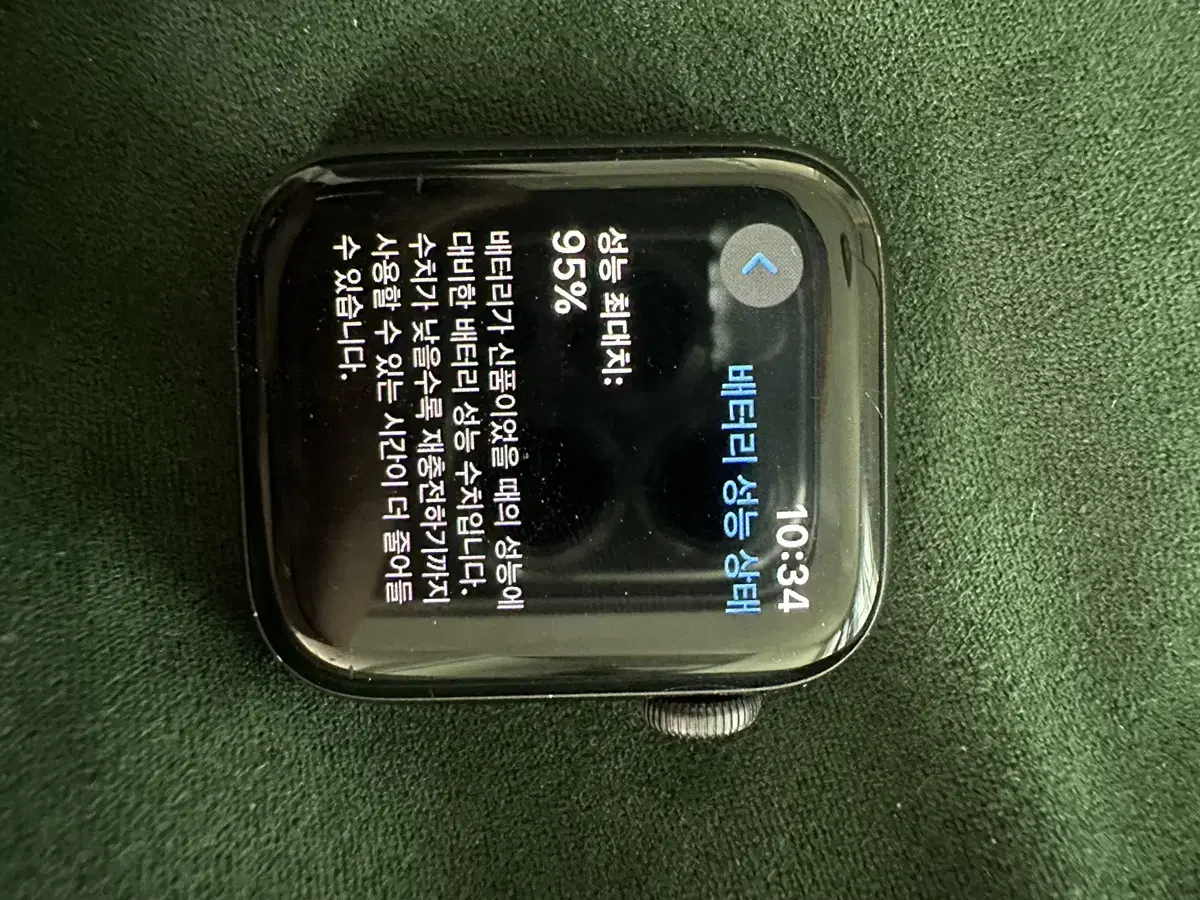 10:34
배터리 성능 상태
성능 최대치:
95%
배터리가 신품이었을 때의 성능에
대비한 배터리 성능 수치입니다.
수치가 낮을수록 재충전하기까지
사용할 수 있는 시간이 더 줄어들
수 있습니다.